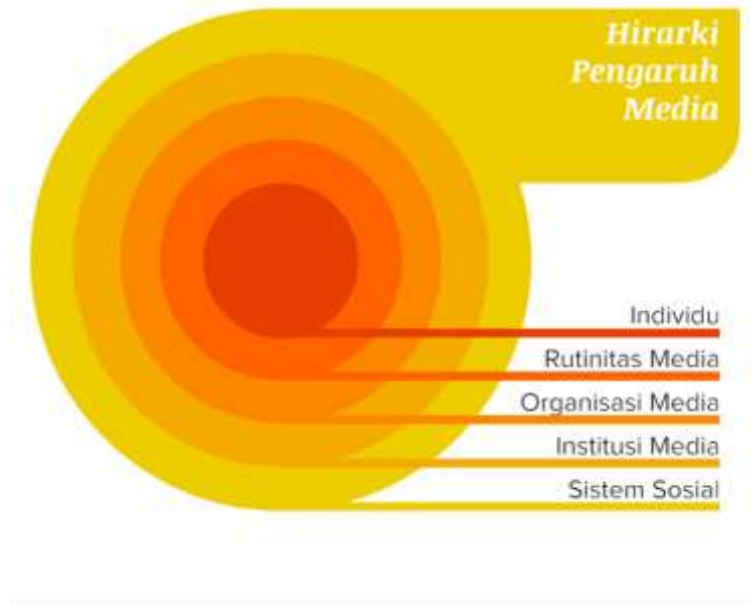 Hirarki
Pengaruh
Media
Individu
Rutinitas Media
Organisasi Media
Institusi Media
Sistem Sosial